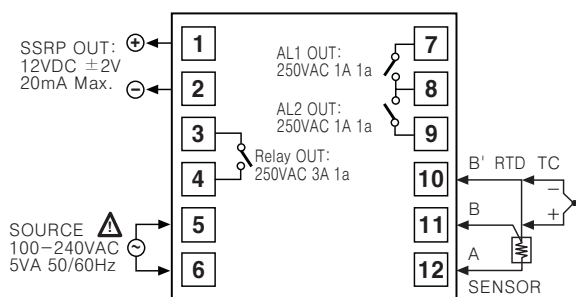 SSRP OUT:
12VDC ±2V
20mA Max.
1
2
3
4
5
6
Relay OUT:
250VAC 3A 1a
SOURCE
100-240VAC
5VA 50/60Hz
AL1 OUT:
250VAC 1A 1a
AL2 OUT:
250VAC 1A 1a
7
8
9
10
11
12
B' RTD TC
B
A
SENSOR